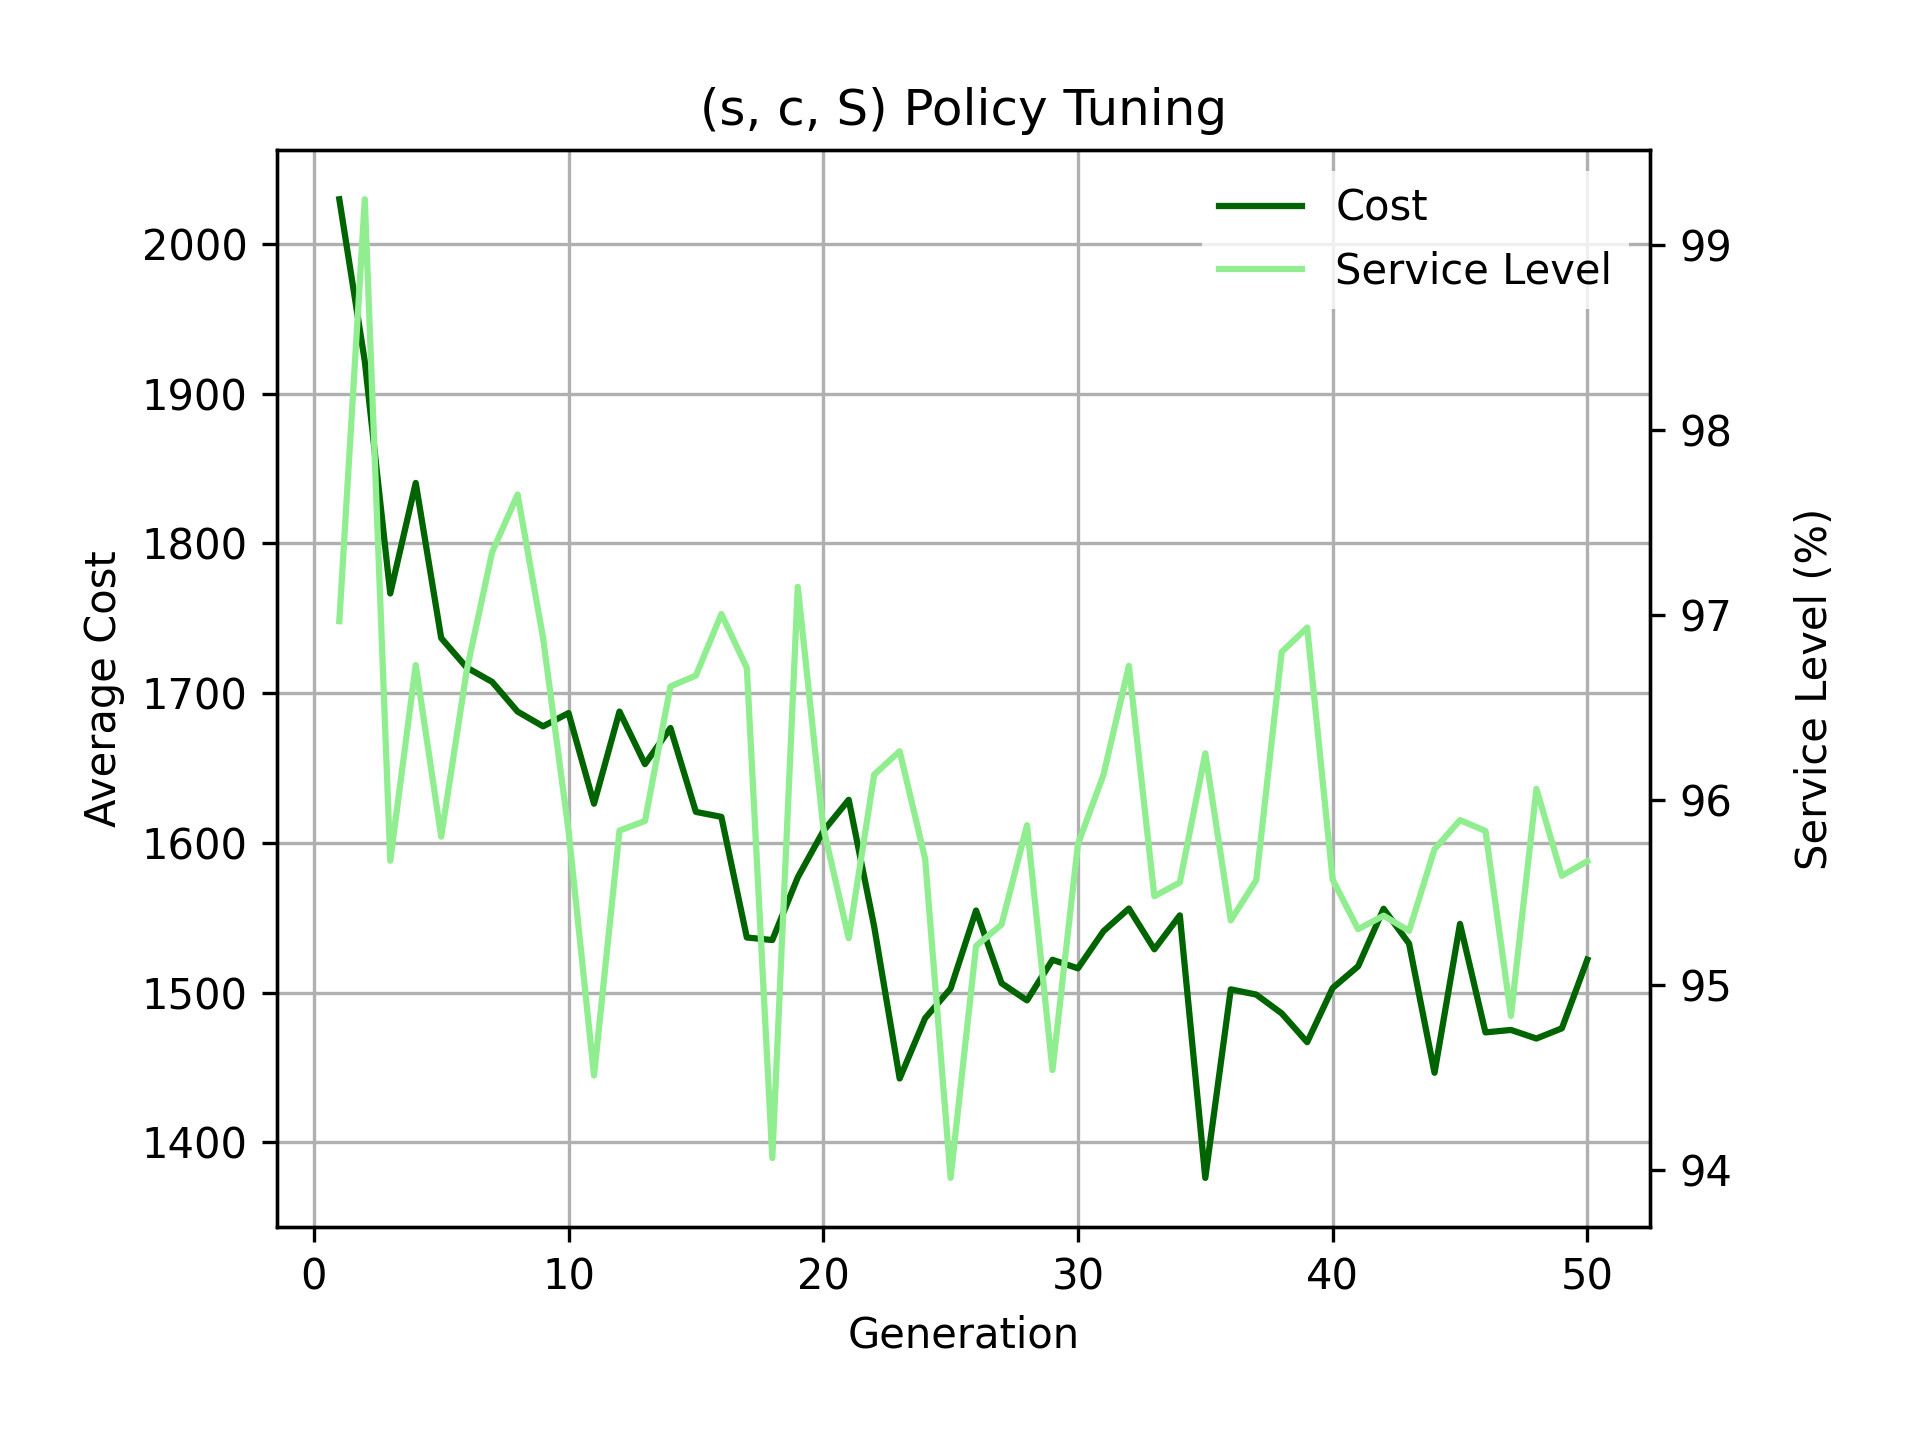 (s, c, S) Policy Tuning
Cost
Service Level
2000
1900
1800
1700
1600
1500
1400
Average Cost
99
98
97
96
95
94
Service Level (%)
0 10 20 30 40 50
Generation